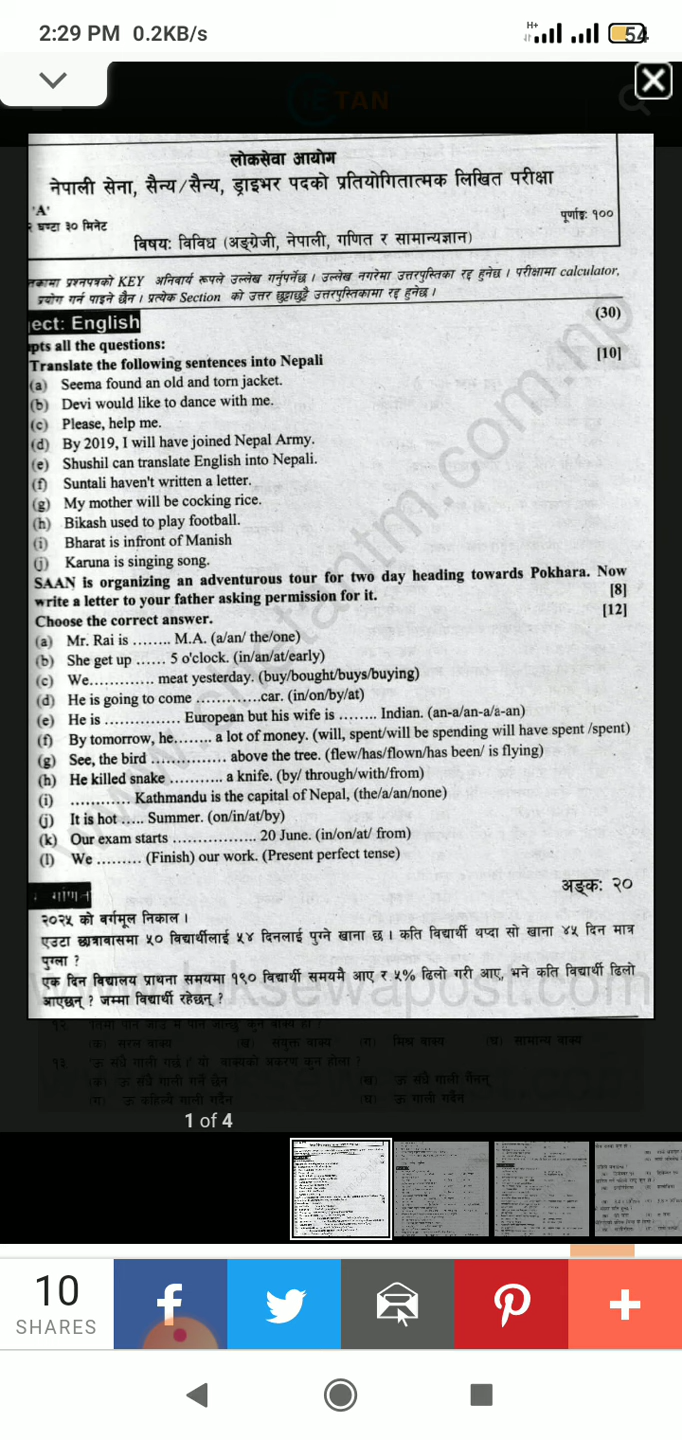 2:29 PM 0.2KB/s
H+
54
TAN
लोकसेवा आयोग
नेपाली सेना, सैन्य/सैन्य, ड्राइभर पदको प्रतियोगितात्मक लिखित परीक्षा
'A'
घण्टा ३० मिनेट
पूर्णाङ्कः १००
विषयः विविध (अङ्ग्रेजी, नेपाली, गणित र सामान्यज्ञान)
प्रश्नपत्रको KEY अनिवार्य रूपले उल्लेख गर्नुपर्नेछ । उल्लेख नगरेमा उत्तरपुस्तिका रद्द हुनेछ । परीक्षामा calculator,
प्रयोग गर्न पाइने छैन । प्रत्येक Section को उत्तर छुट्टाछुट्टै उत्तरपुस्तिकामा रद्द हुनेछ ।
ject: English
(30)
pts all the questions:
Translate the following sentences into Nepali
[10]
(a) Seema found an old and torn jacket.
(b) Devi would like to dance with me.
(c) Please, help me.
(d) By 2019, I will have joined Nepal Army.
(e) Shushil can translate English into Nepali.
(f) Suntali haven't written a letter.
(g) My mother will be cocking rice.
(h) Bikash used to play football.
(i) Bharat is infront of Manish
(j) Karuna is singing song.
SAAN is organizing an adventurous tour for two day heading towards Pokhara. Now
write a letter to your father asking permission for it. [8]
Choose the correct answer. [12]
(a) Mr. Rai is ........ M.A. (a/an/ the/one)
(b) She get up ...... 5 o'clock. (in/an/at/early)
(c) We............. meat yesterday. (buy/bought/buys/buying)
(d) He is going to come .............car. (in/on/by/at)
(e) He is ............... European but his wife is ........ Indian. (an-a/an-a/a-an)
(f) By tomorrow, he........ a lot of money. (will, spent/will be spending will have spent /spent)
(g) See, the bird ............... above the tree. (flew/has/flown/has been/ is flying)
(h) He killed snake ........... a knife. (by/ through/with/from)
(i) ............ Kathmandu is the capital of Nepal, (the/a/an/none)
(j) It is hot ..... Summer. (on/in/at/by)
(k) Our exam starts ................. 20 June. (in/on/at/ from)
(l) We ......... (Finish) our work. (Present perfect tense)
गणित
अङ्कः २०
२०२५ को बर्गमूल निकाल ।
एउटा छात्रावासमा ५० विद्यार्थीलाई ५४ दिनलाई पुग्ने खाना छ । कति विद्यार्थी थप्दा सो खाना ४५ दिन मात्र
पुग्ला ?
एक दिन विद्यालय प्राथना समयमा १९० विद्यार्थी समयमै आए र ५% ढिलो गरी आए, भने कति विद्यार्थी ढिलो
आएछन् ? जम्मा विद्यार्थी रहेछन् ?
१३ 'ऊ सधैं गाली गर्छ ।' यो वाक्यको अकरण कुन होला ?
1 of 4
10
SHARES